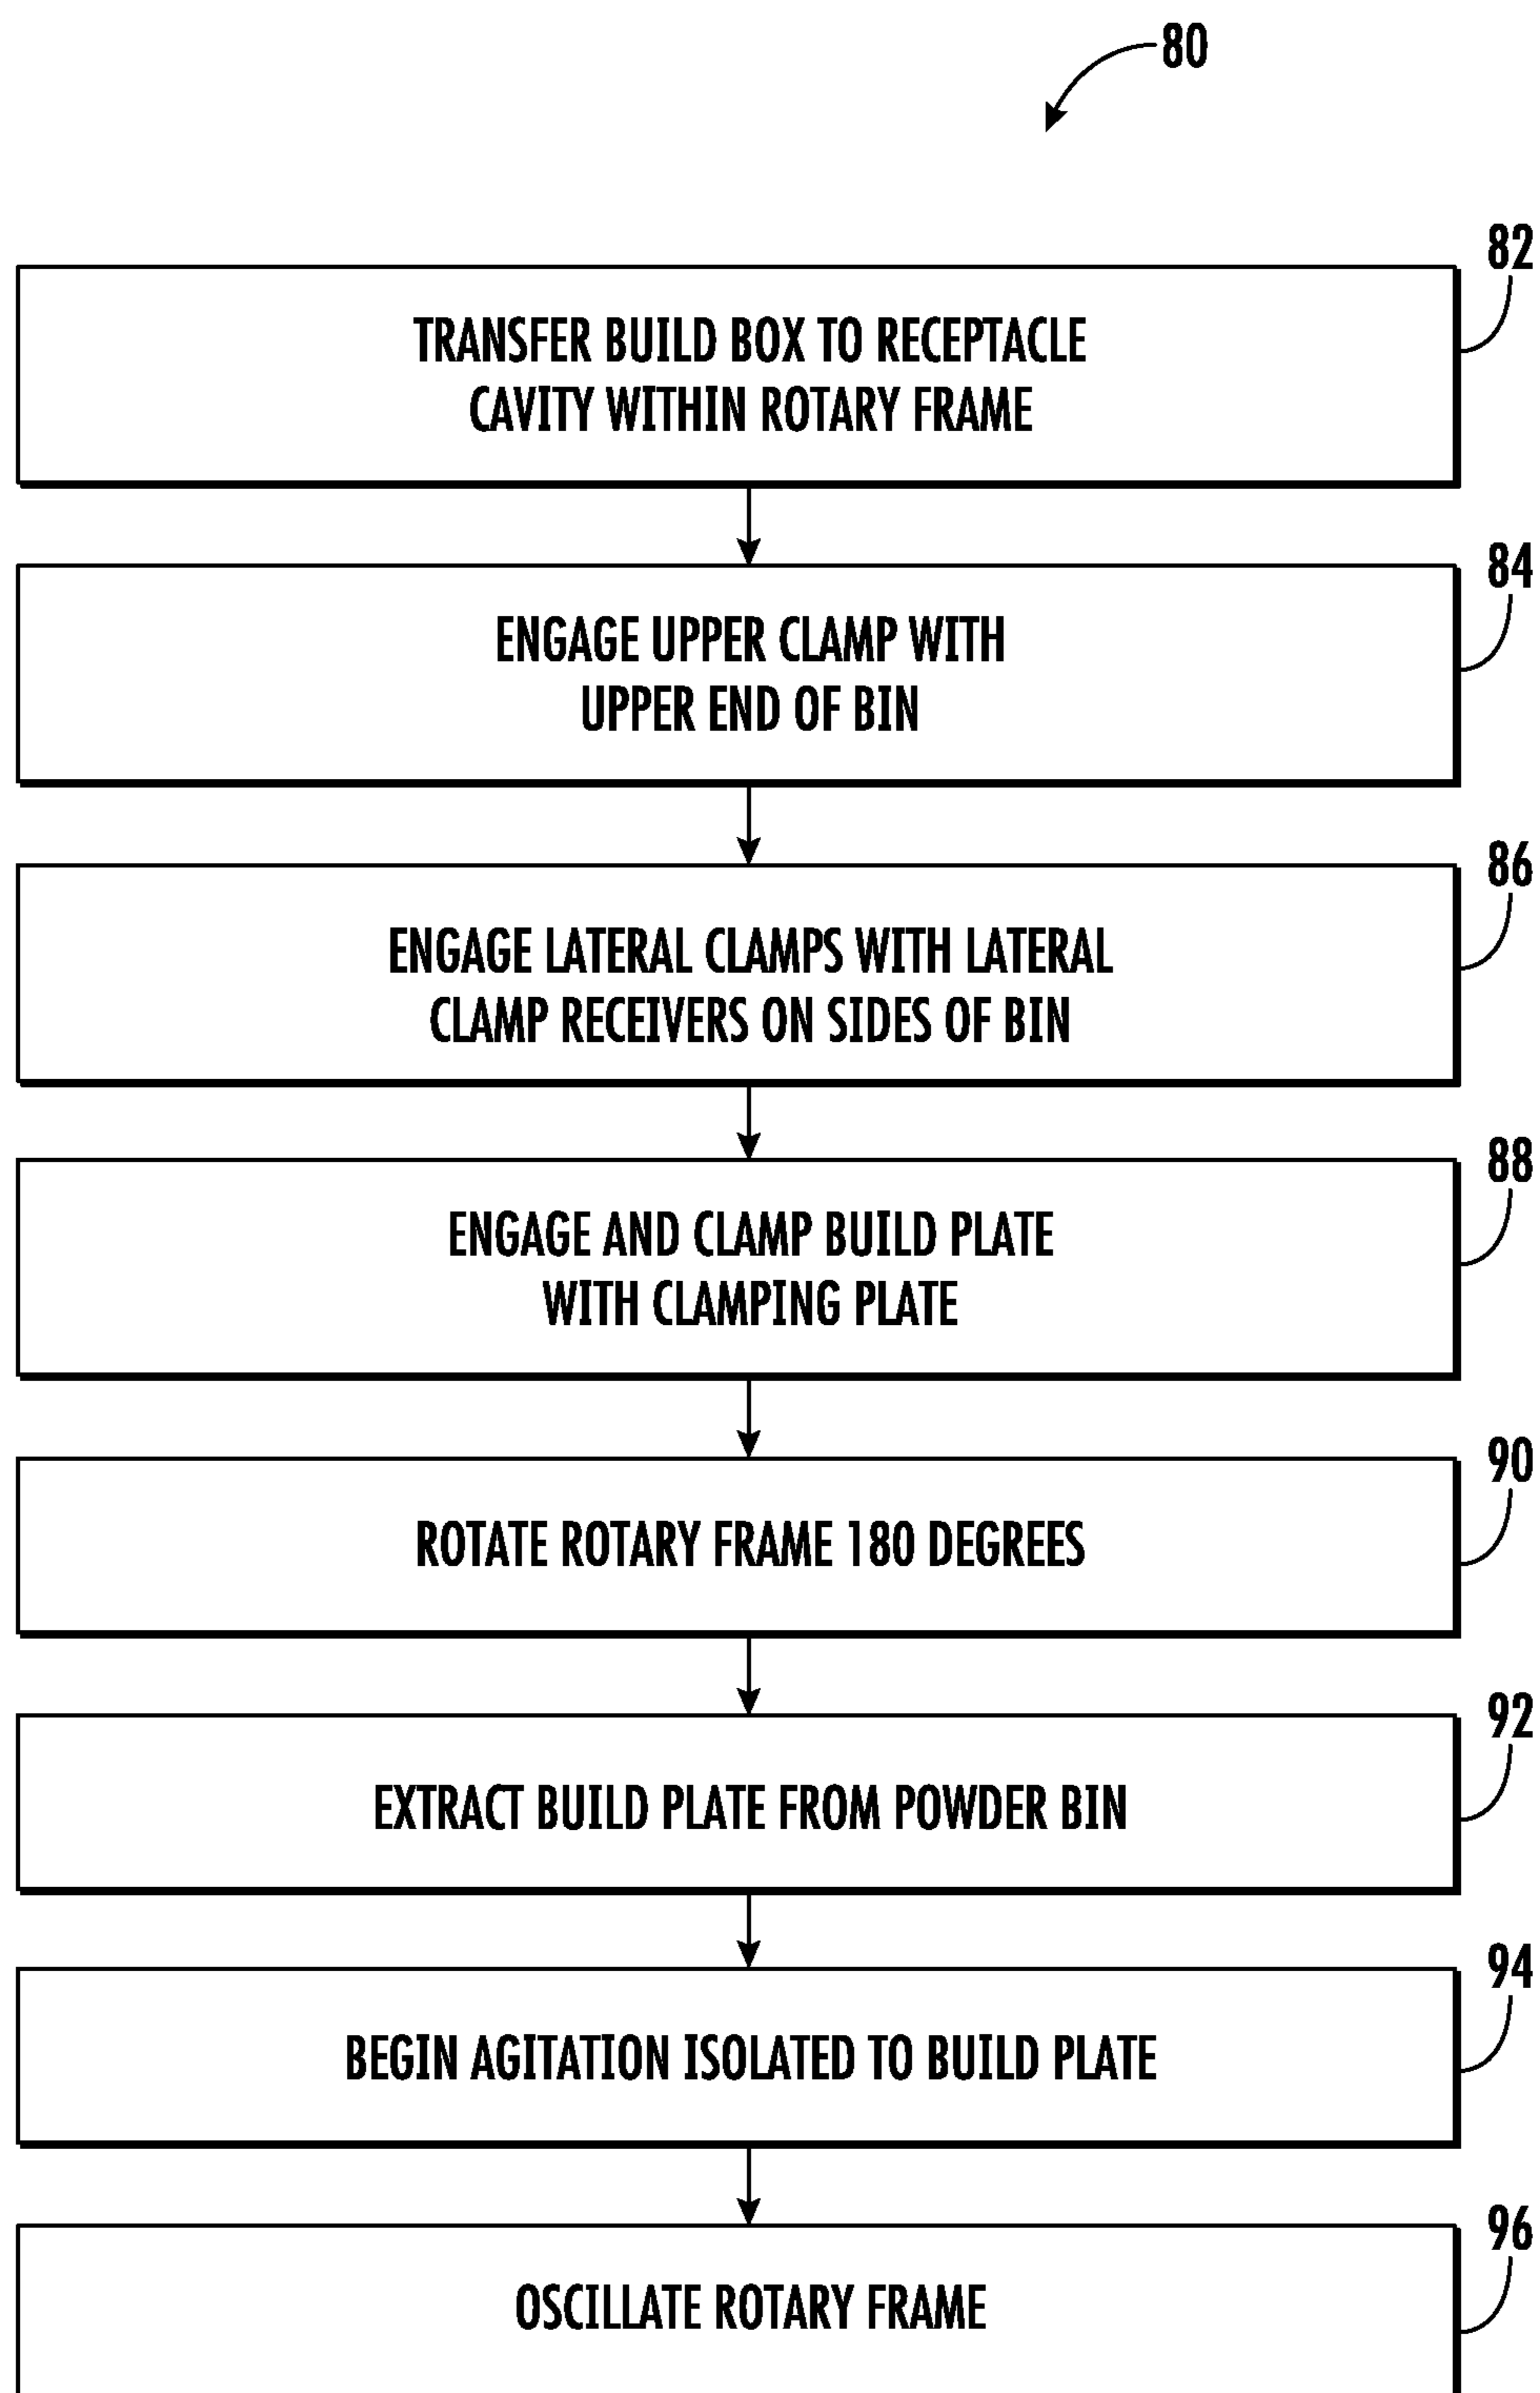 80
82
TRANSFER BUILD BOX TO RECEPTACLE
CAVITY WITHIN ROTARY FRAME
84
ENGAGE UPPER CLAMP WITH
UPPER END OF BIN
86
ENGAGE LATERAL CLAMPS WITH LATERAL
CLAMP RECEIVERS ON SIDES OF BIN
88
ENGAGE AND CLAMP BUILD PLATE
WITH CLAMPING PLATE
90
ROTATE ROTARY FRAME 180 DEGREES
92
EXTRACT BUILD PLATE FROM POWDER BIN
94
BEGIN AGITATION ISOLATED TO BUILD PLATE
96
OSCILLATE ROTARY FRAME